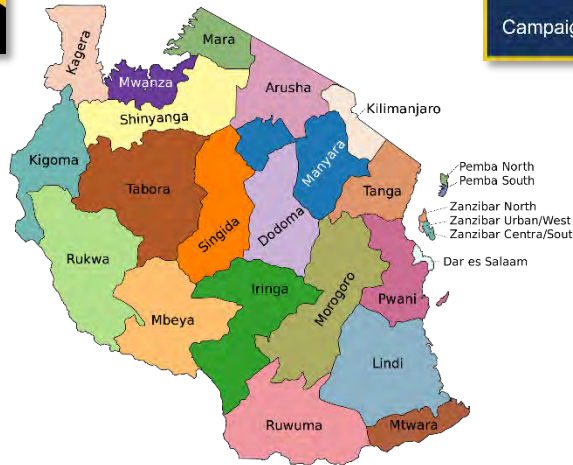 Campaig
Mara
Kagera
Mwanza
Arusha
Kilimanjaro
Shinyanga
Kigoma
Manyara
Pemba North
Pemba South
Tabora
Tanga
Zanzibar North
Zanzibar Urban/West
Zanzibar Centra/Sout
Singida
Dodoma
Rukwa
Dar es Salaam
Iringa
Morogoro
Pwani
Mbeya
Lindi
Ruwuma
Mtwara